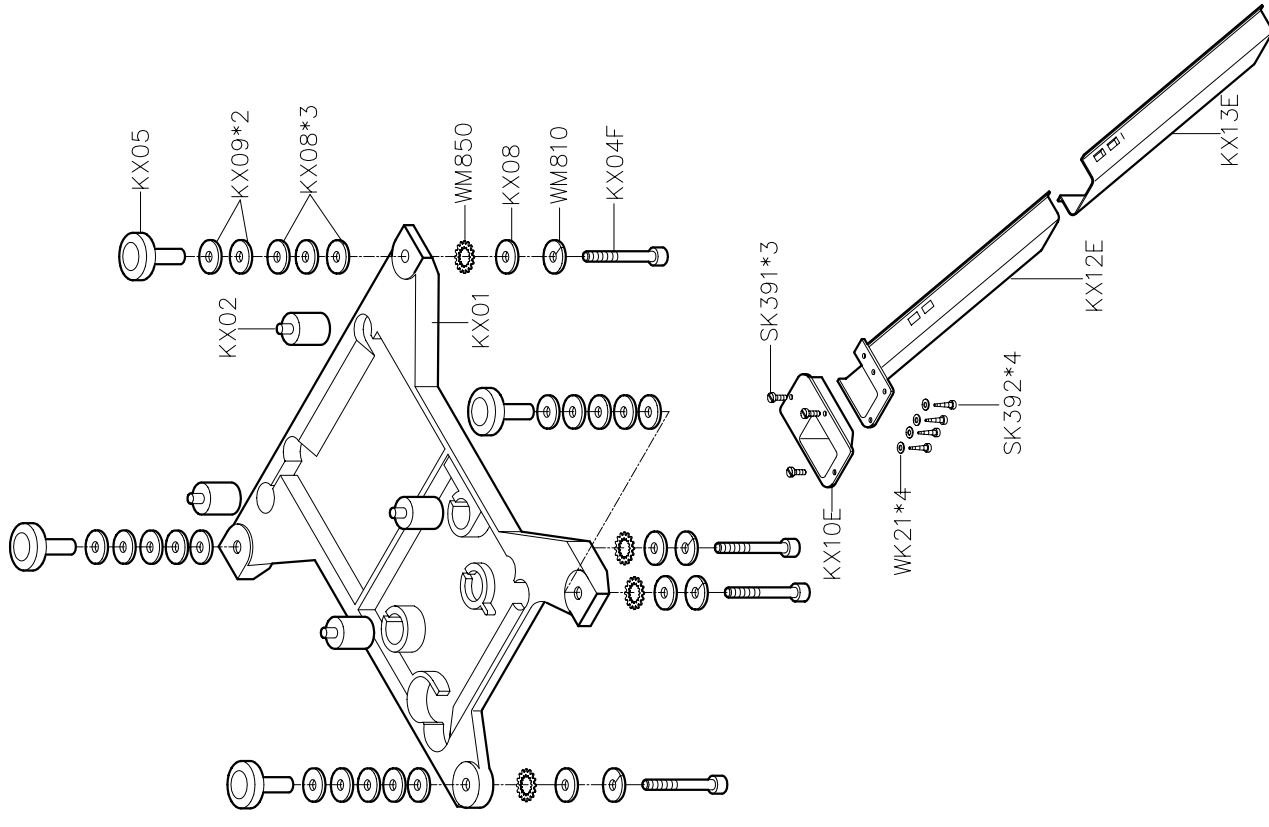 KX05
KX09*2
KX08*3
WM850
KX08
WM810
KX04F
KX02
KX01
SK391*3
KX13E
KX12E
SK392*4
KX10E
WK21*4